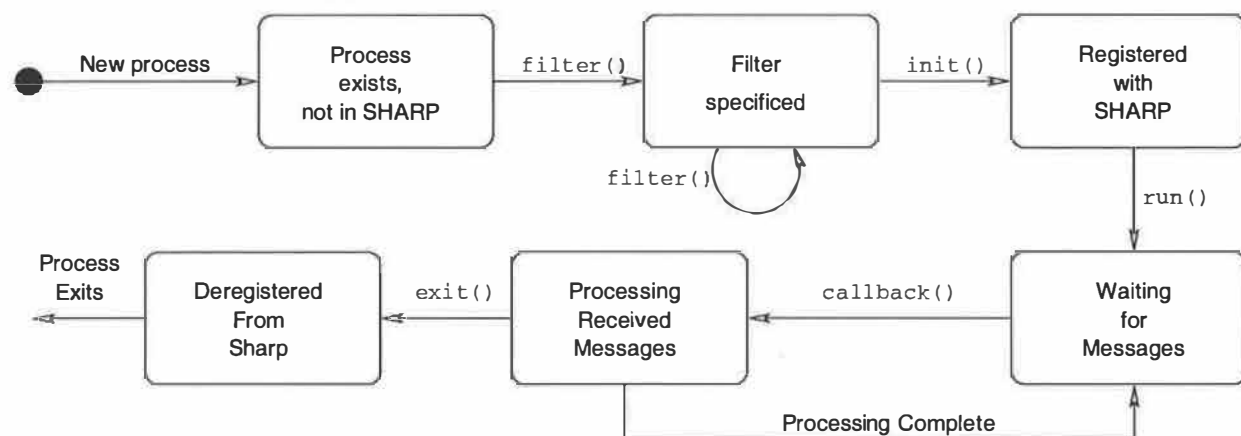 New process
Process
exists,
not in SHARP
filter()
Filter
specificed
filter()
init()
Registered
with
SHARP
run()
Process
Exits
Deregistered
From
Sharp
exit()
Processing
Received
Messages
callback()
Waiting
for
Messages
Processing Complete